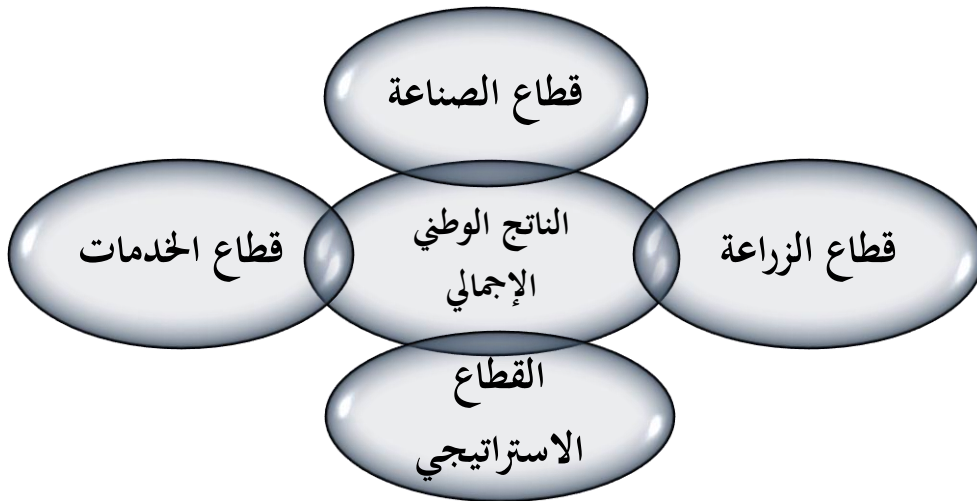 قطاع الصناعة
قطاع الزراعة
الناتج الوطني
الإجمالي
قطاع الخدمات
القطاع
الاستراتيجي